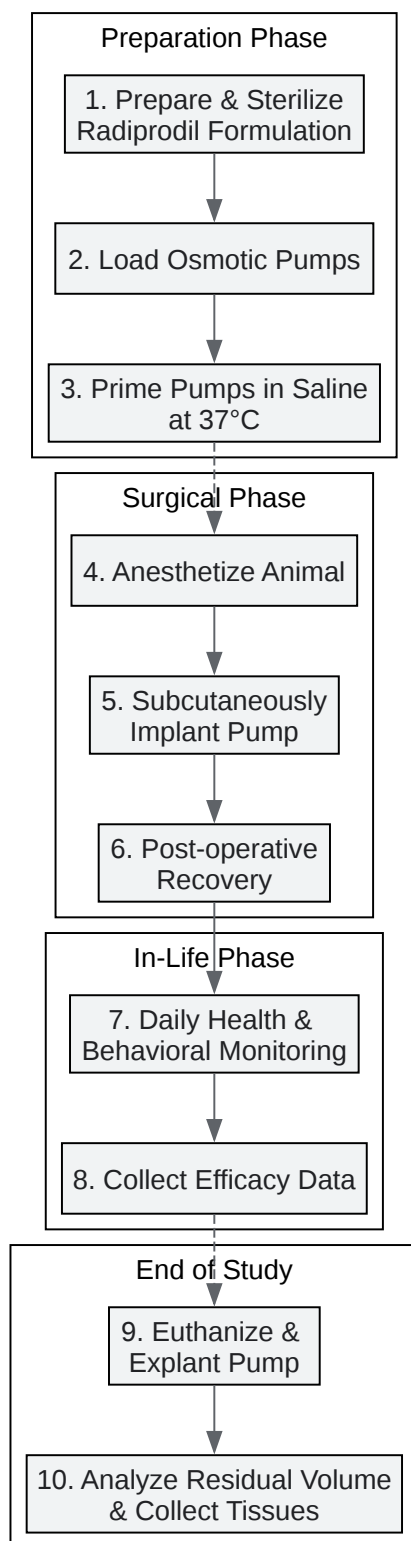 Preparation Phase
1. Prepare & Sterilize
Radiprodil Formulation
2. Load Osmotic Pumps
3. Prime Pumps in Saline
at 37°C
Surgical Phase
4. Anesthetize Animal
5. Subcutaneously
Implant Pump
6. Post-operative
Recovery
In-Life Phase
7. Daily Health &
Behavioral Monitoring
8. Collect Efficacy Data
End of Study
9. Euthanize &
Explant Pump
10. Analyze Residual Volume
& Collect Tissues